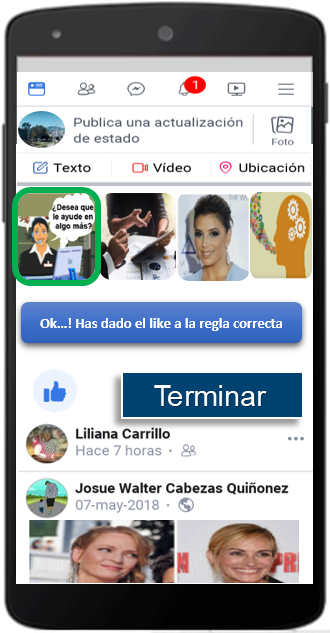 1
Publica una actualización
de estado
Foto
Texto
Vídeo
Ubicación
¿Desea que
le ayude en
algo más?
Ok…! Has dado el like a la regla correcta
Terminar
Liliana Carrillo
Hace 7 horas ·
Josue Walter Cabezas Quiñonez
07-may-2018 ·